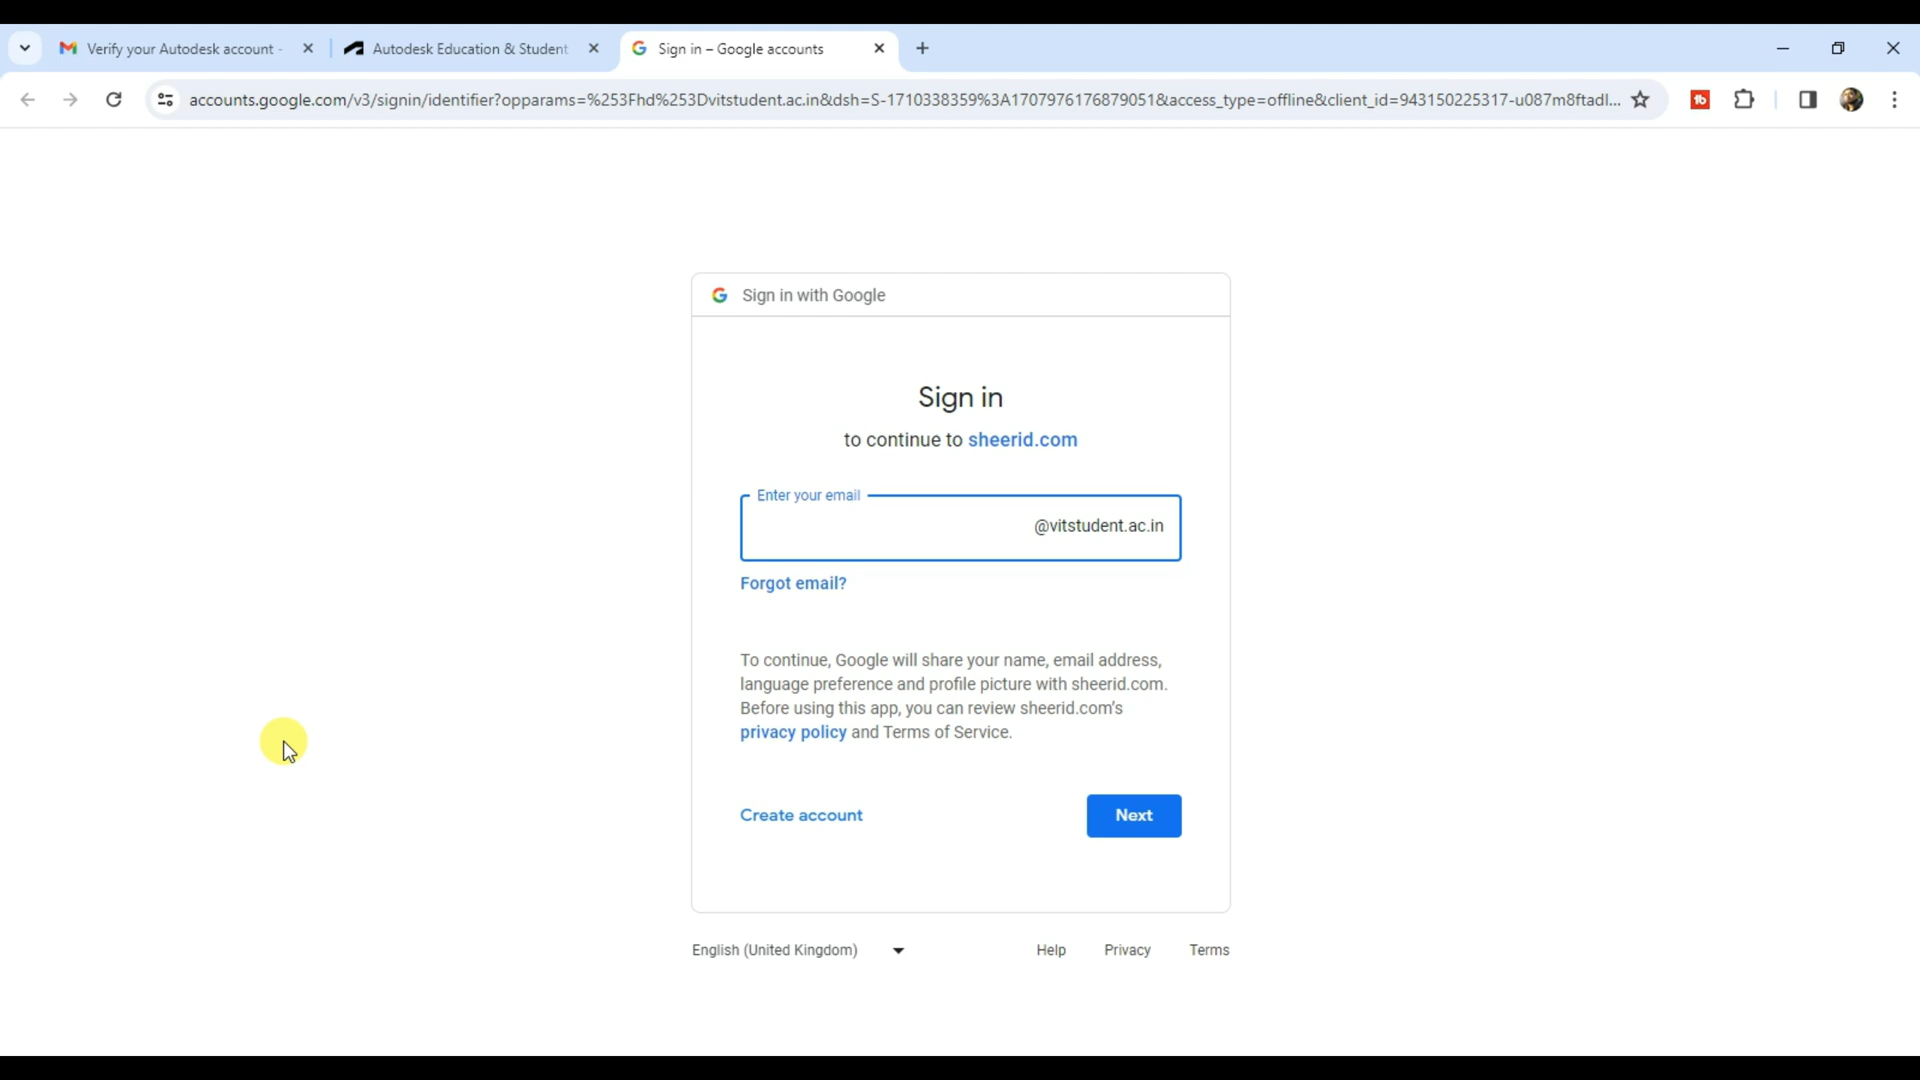 Verify your Autodesk account -
Autodesk Education & Student
Sign in – Google accounts
accounts.google.com/v3/signin/identifier?opparams=%253Fhd%253Dvitstudent.ac.in&dsh=S-1710338359%3A1707976176879051&access_type=offline&client_id=943150225317-u087m8ftadl...
Sign in with Google
Sign in
to continue to sheerid.com
Enter your email
@vitstudent.ac.in
Forgot email?
To continue, Google will share your name, email address,
language preference and profile picture with sheerid.com.
Before using this app, you can review sheerid.com's
privacy policy and Terms of Service.
Create account
Next
English (United Kingdom)
Help
Privacy
Terms